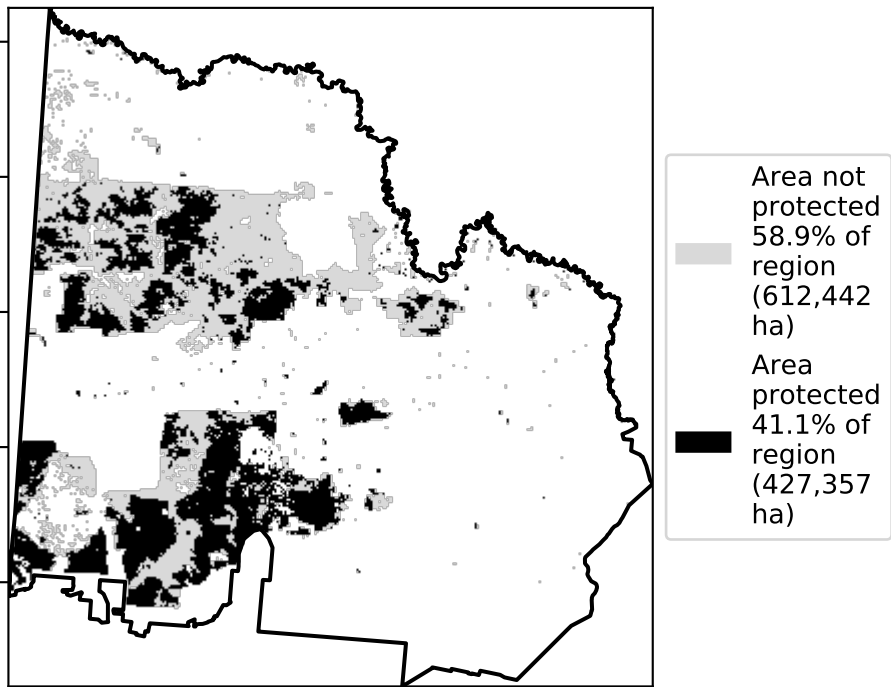 Area not
protected
58.9% of
region
(612,442
ha)
Area
protected
41.1% of
region
(427,357
ha)